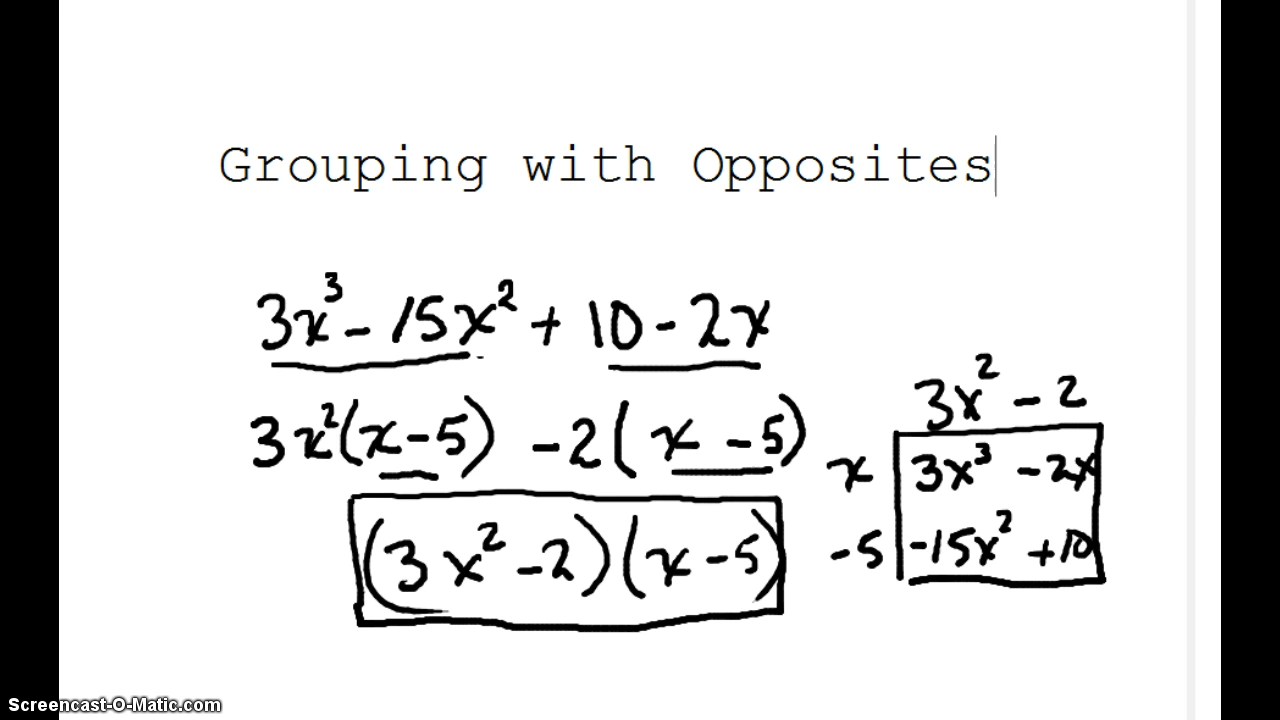 Grouping with Opposites
3x³ - 15x² + 10 - 2x
3x²(x - 5) - 2(x - 5)
(3x² - 2)(x - 5)
3x² - 2
x 3x³ - 2x
-5 -15x² + 10
Screencast-O-Matic.com